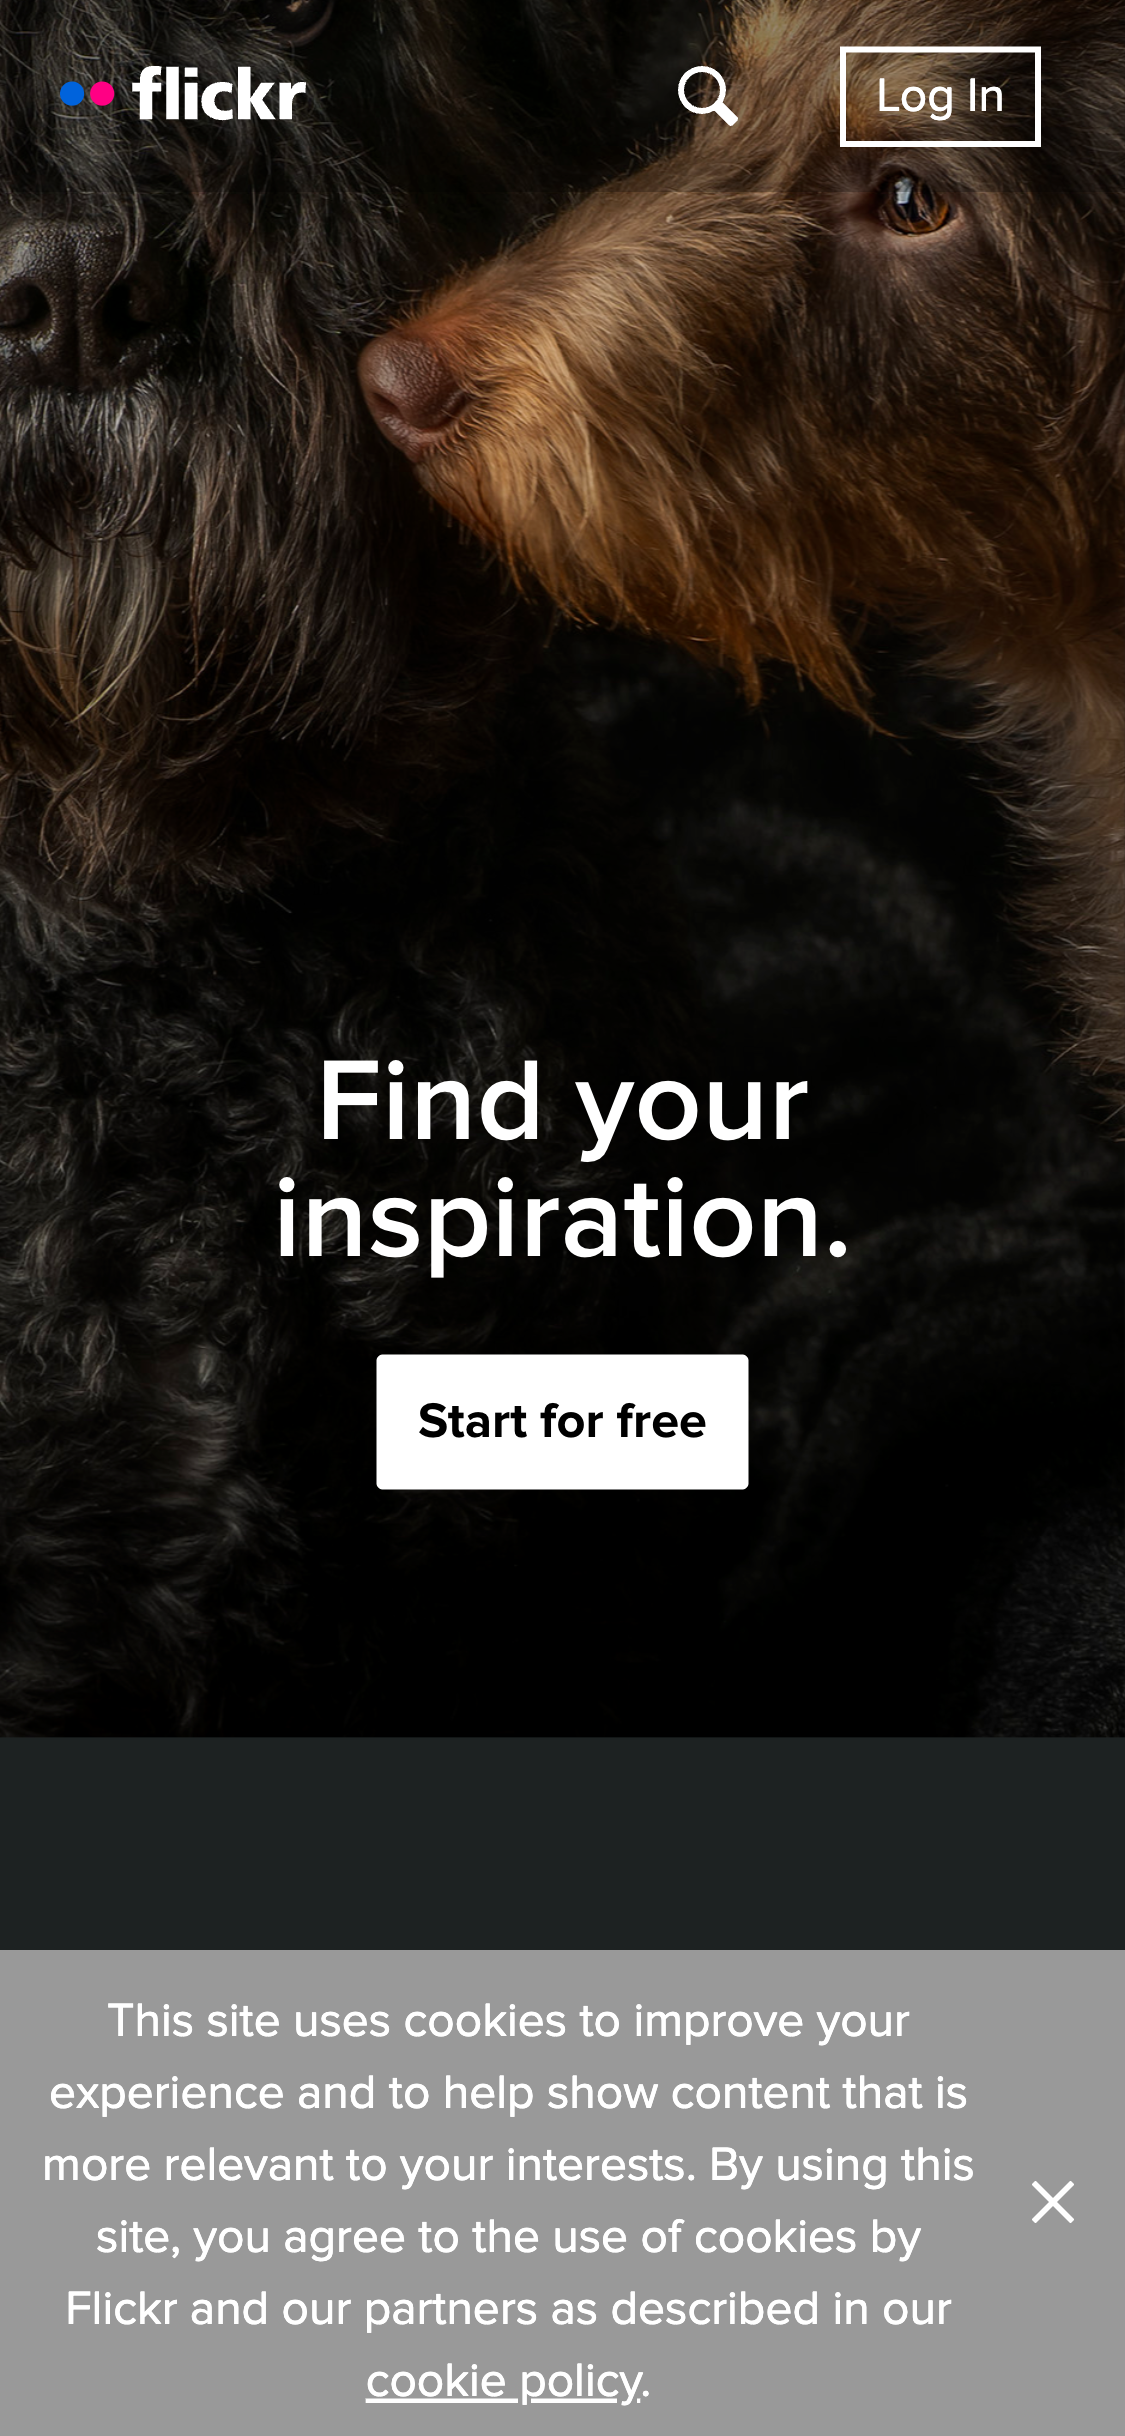 flickr
Log In
Find your
inspiration.
Start for free
This site uses cookies to improve your
experience and to help show content that is
more relevant to your interests. By using this
site, you agree to the use of cookies by
Flickr and our partners as described in our
cookie policy.